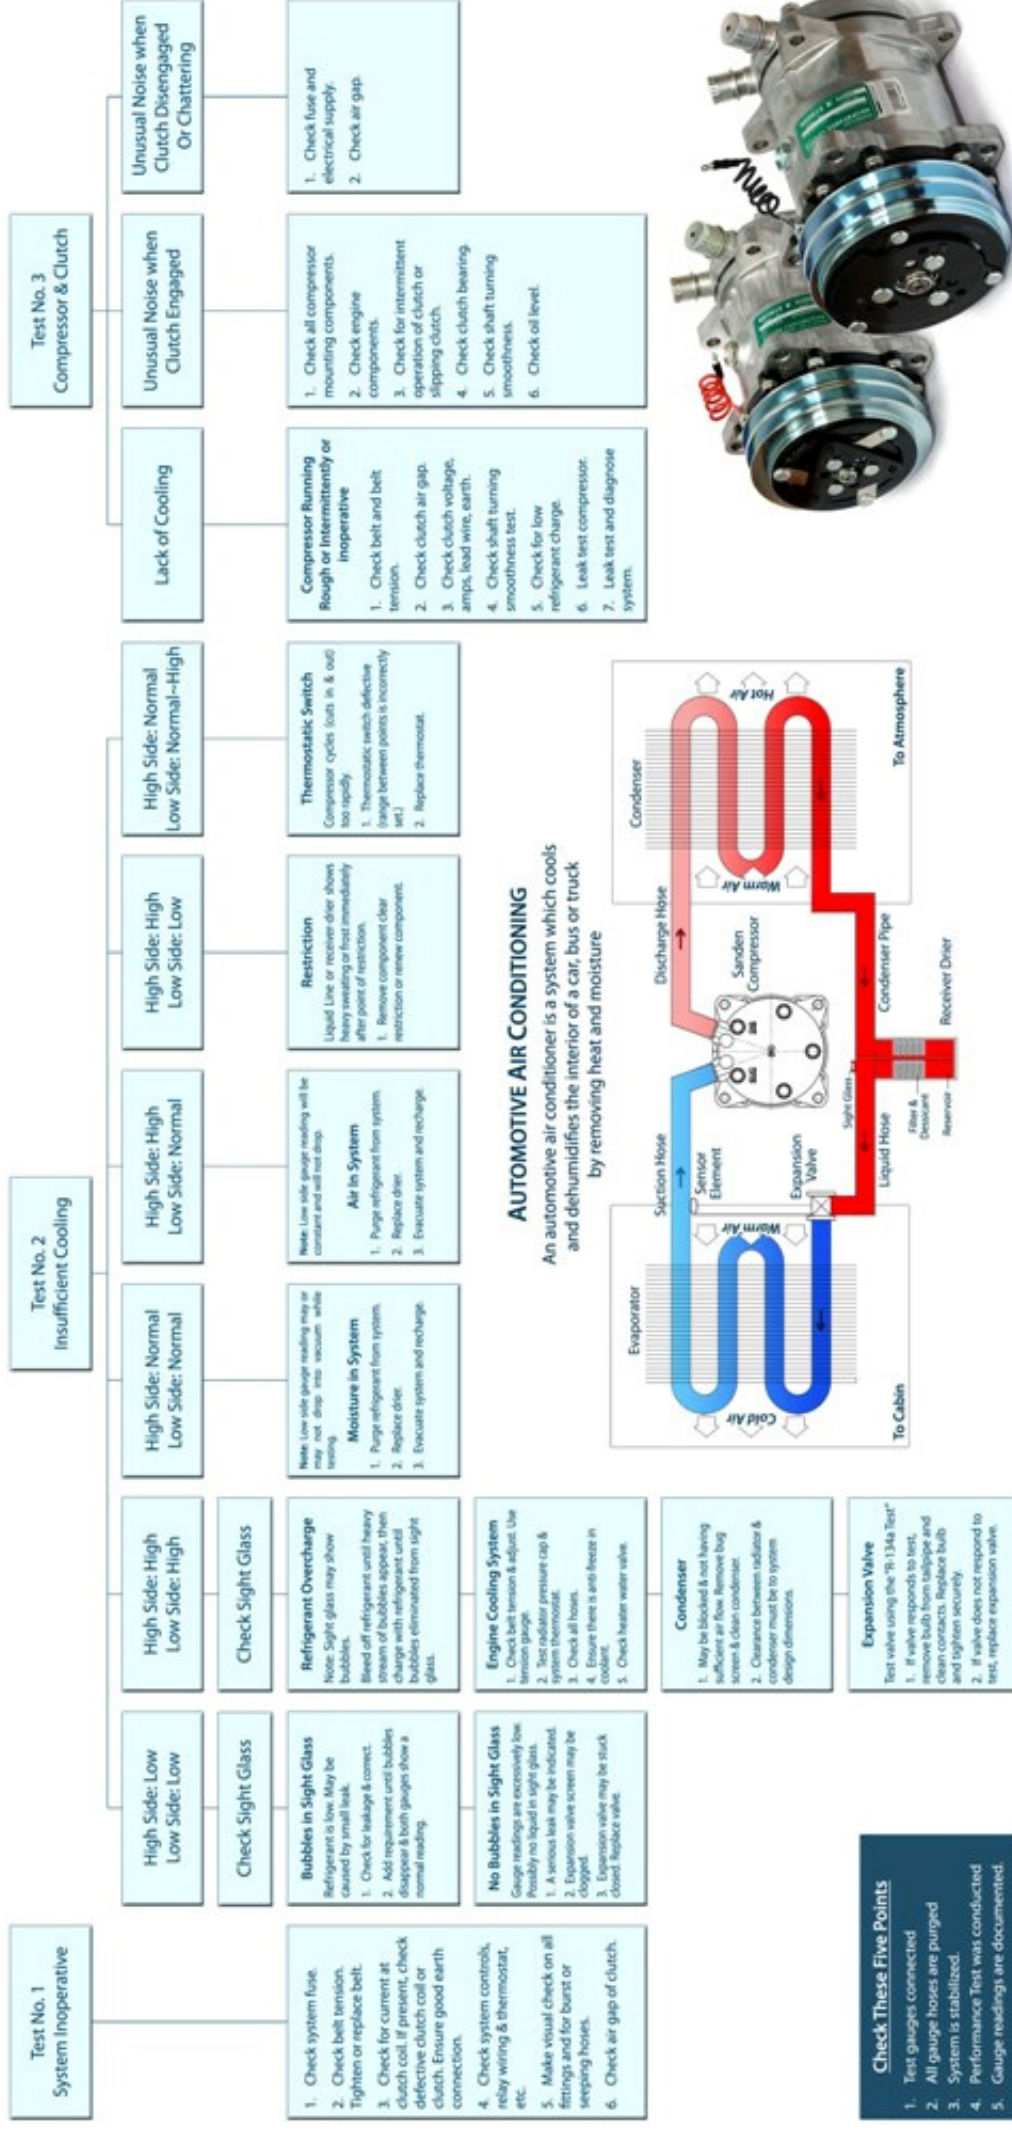 Test No. 1
System Inoperative
1. Check system fuse.
2. Check belt tension.
Tighten or replace belt.
3. Check for current at
clutch coil. If present, check
defective clutch coil or
clutch. Ensure good earth
connection.
4. Check system controls,
relay wiring & thermostat,
etc.
5. Make visual check on all
fittings and for burst or
seeping hoses.
6. Check air gap of clutch.
Test No. 2
Insufficient Cooling
High Side: Low
Low Side: Low
Check Sight Glass
Bubbles in Sight Glass
Refrigerant is low. May be
caused by small leak.
1. Check for leakage & correct.
2. Add requirement until bubbles
disappear & both gauges show a
normal reading.
No Bubbles in Sight Glass
Gauge readings are excessively low.
Possibly no liquid in sight glass.
1. A serious leak may be indicated.
2. Expansion valve screen may be
clogged.
3. Expansion valve may be stuck
closed. Replace valve.
High Side: High
Low Side: High
Check Sight Glass
Refrigerant Overcharge
Note: Sight glass may show
bubbles.
Bleed off refrigerant until heavy
stream of bubbles appear, then
charge with refrigerant until
bubbles eliminated from sight
glass.
Engine Cooling System
1. Check belt tension & adjust. Use
tension gauge.
2. Test radiator pressure cap &
system thermostat.
3. Check all hoses.
4. Ensure there is anti-freeze in
coolant.
5. Check heater water valve.
Condenser
1. May be blocked & not having
sufficient air flow. Remove bug
screen & clean condenser.
2. Clearance between radiator &
condenser must be to system
design dimensions.
Expansion Valve
Test valve using the "R-134a Test"
1. If valve responds to test,
remove bulb from tailpipe and
clean contacts. Replace bulb
and tighten securely.
2. If valve does not respond to
test, replace expansion valve.
High Side: Normal
Low Side: Normal
Note: Low side gauge reading may or
may not drop into vacuum while
testing.
Moisture in System
1. Purge refrigerant from system.
2. Replace drier.
3. Evacuate system and recharge.
High Side: High
Low Side: Normal
Note: Low side gauge reading will be
constant and will not drop.
Air In System
1. Purge refrigerant from system.
2. Replace drier.
3. Evacuate system and recharge.
High Side: High
Low Side: Low
Restriction
Liquid Line or receiver drier shows
heavy sweating or frost immediately
after point of restriction.
1. Remove component clear
restriction or renew component.
High Side: Normal
Low Side: Normal~High
Thermostatic Switch
Compressor cycles (cuts in & out)
too rapidly.
1. Thermostatic switch defective
(range between points is incorrectly
set.)
2. Replace thermostat.
Test No. 3
Compressor & Clutch
Lack of Cooling
Compressor Running
Rough or Intermittently or
inoperative
1. Check belt and belt
tension.
2. Check clutch air gap.
3. Check clutch voltage,
amps, lead wire, earth.
4. Check shaft turning
smoothness test.
5. Check for low
refrigerant charge.
6. Leak test compressor.
7. Leak test and diagnose
system.
Unusual Noise when
Clutch Engaged
1. Check all compressor
mounting components.
2. Check engine
components.
3. Check for intermittent
operation of clutch or
slipping clutch.
4. Check clutch bearing.
5. Check shaft turning
smoothness.
6. Check oil level.
Unusual Noise when
Clutch Disengaged
Or Chattering
1. Check fuse and
electrical supply.
2. Check air gap.
Check These Five Points
1. Test gauges connected
2. All gauge hoses are purged
3. System is stabilized.
4. Performance Test was conducted
5. Gauge readings are documented.
AUTOMOTIVE AIR CONDITIONING
An automotive air conditioner is a system which cools
and dehumidifies the interior of a car, bus or truck
by removing heat and moisture
Evaporator
Suction Hose
Discharge Hose
Condenser
Sensor
Element
Sanden
Compressor
Cold Air
Warm Air
Warm Air
Hot Air
Expansion
Valve
To Cabin
Liquid Hose
Sight Glass
Condenser Pipe
To Atmosphere
Filter &
Dessicant
Reservoir
Receiver Drier